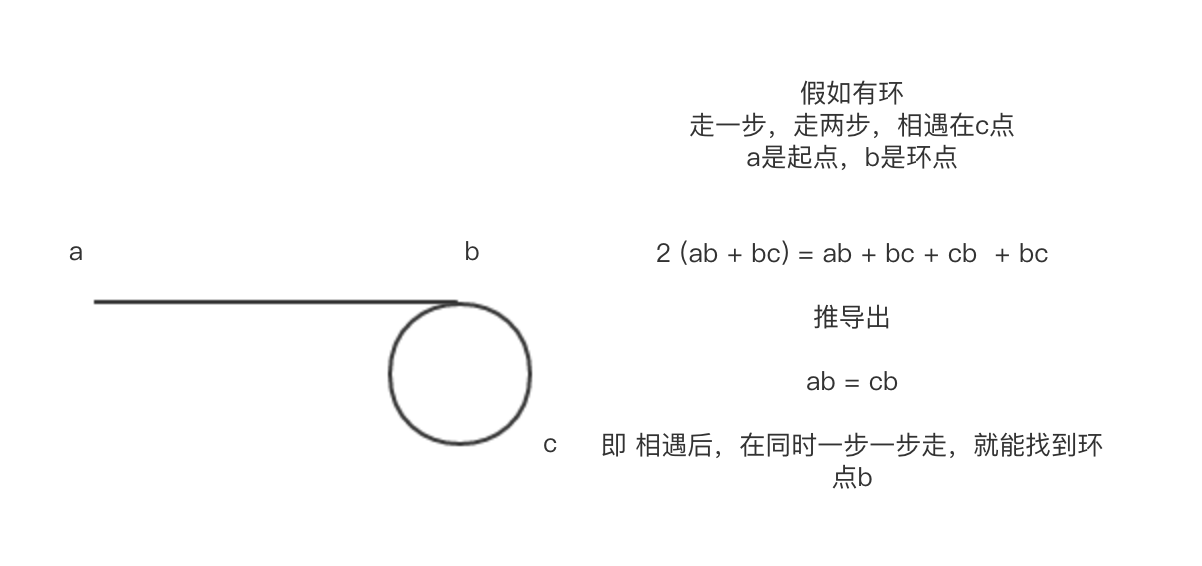 假如有环
走一步，走两步，相遇在c点
a是起点，b是环点
a
b
2 (ab + bc) = ab + bc + cb  + bc
推导出
ab = cb
c
即 相遇后，在同时一步一步走，就能找到环
点b